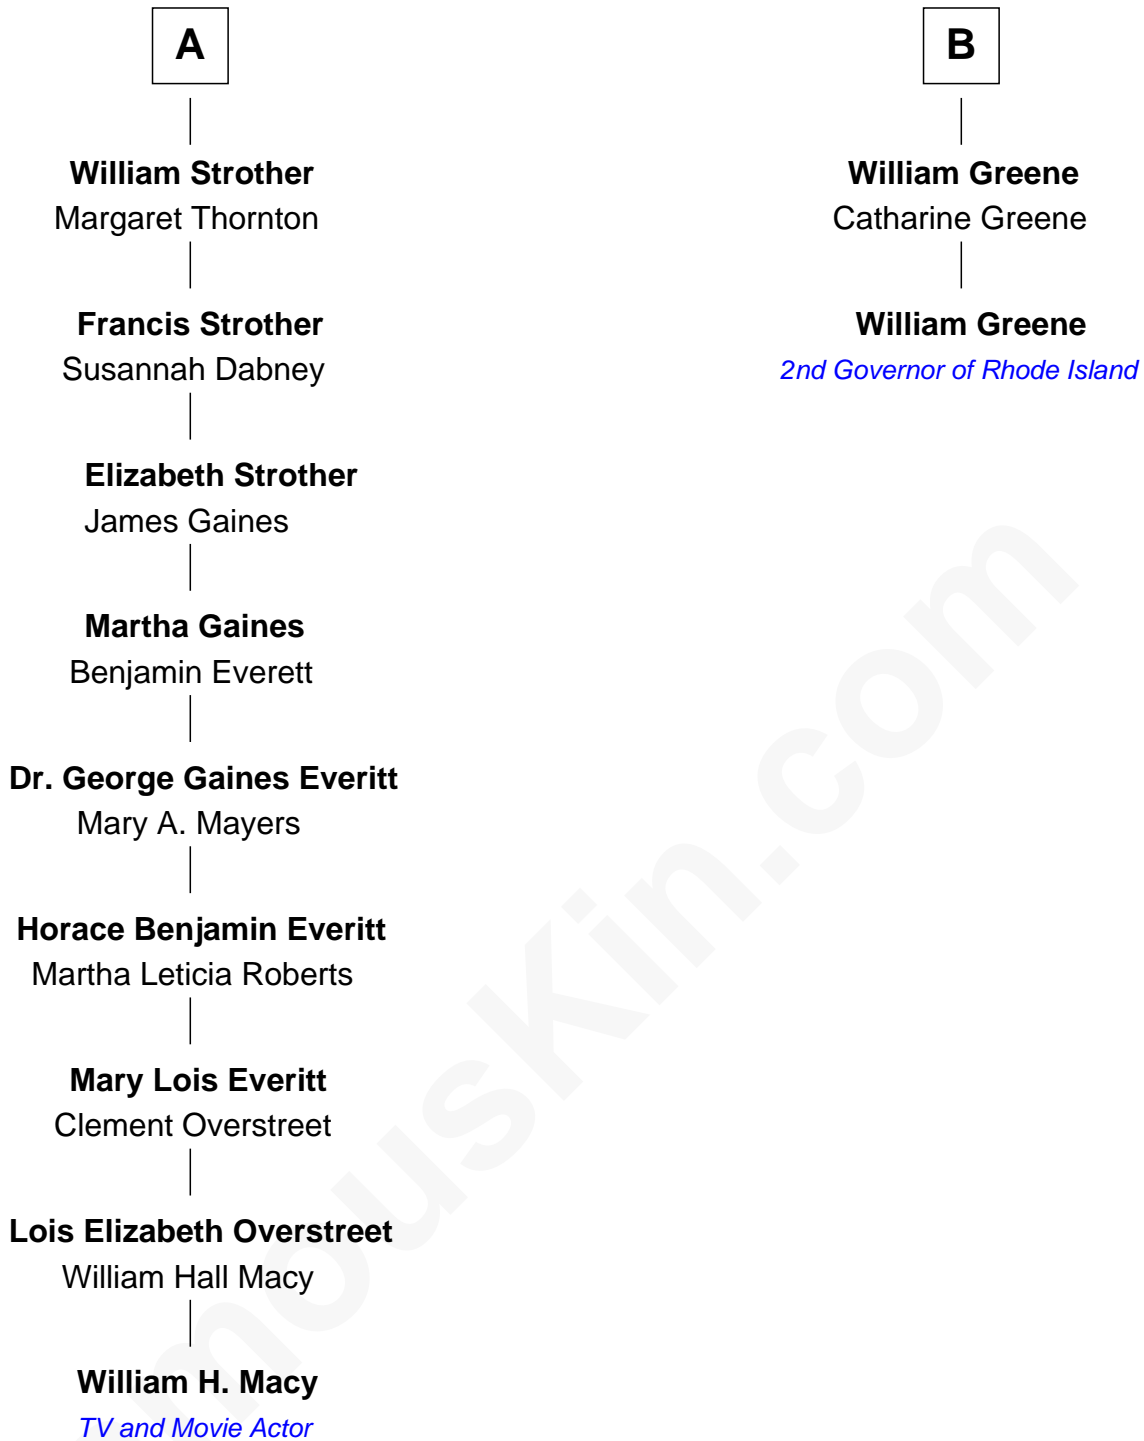 A
William Strother
Margaret Thornton
Francis Strother
Susannah Dabney
Elizabeth Strother
James Gaines
Martha Gaines
Benjamin Everett
Dr. George Gaines Everitt
Mary A. Mayers
Horace Benjamin Everitt
Martha Leticia Roberts
Mary Lois Everitt
Clement Overstreet
Lois Elizabeth Overstreet
William Hall Macy
William H. Macy
TV and Movie Actor
B
William Greene
Catharine Greene
William Greene
2nd Governor of Rhode Island
mousKin.com